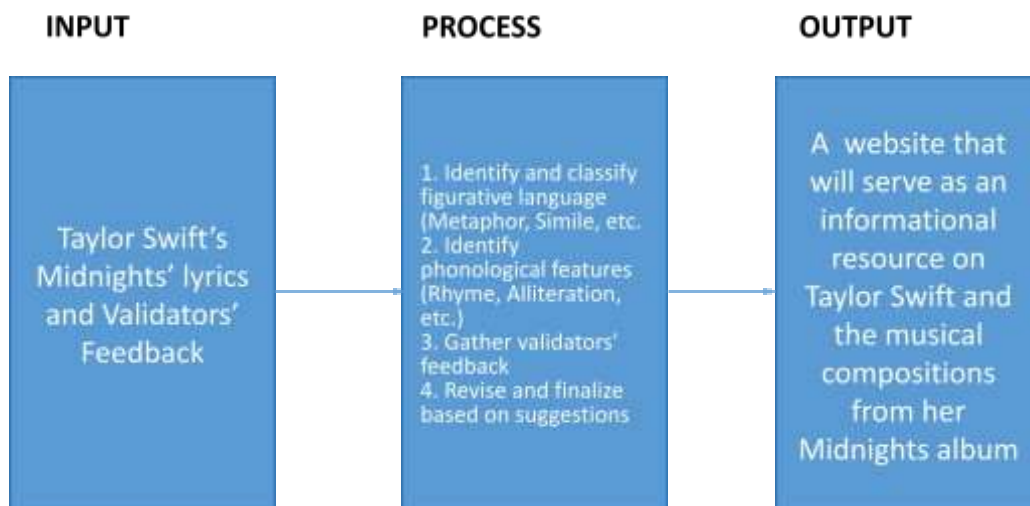 INPUT
PROCESS
OUTPUT
Taylor Swift's
Midnights' lyrics
and Validators'
Feedback
1. Identify and classify
figurative language
(Metaphor, Simile, etc.
2. Identify
phonological features
(Rhyme, Alliteration,
etc.)
3. Gather validators'
feedback
4. Revise and finalize
based on suggestions
A website that
will serve as an
informational
resource on
Taylor Swift and
the musical
compositions
from her
Midnights album